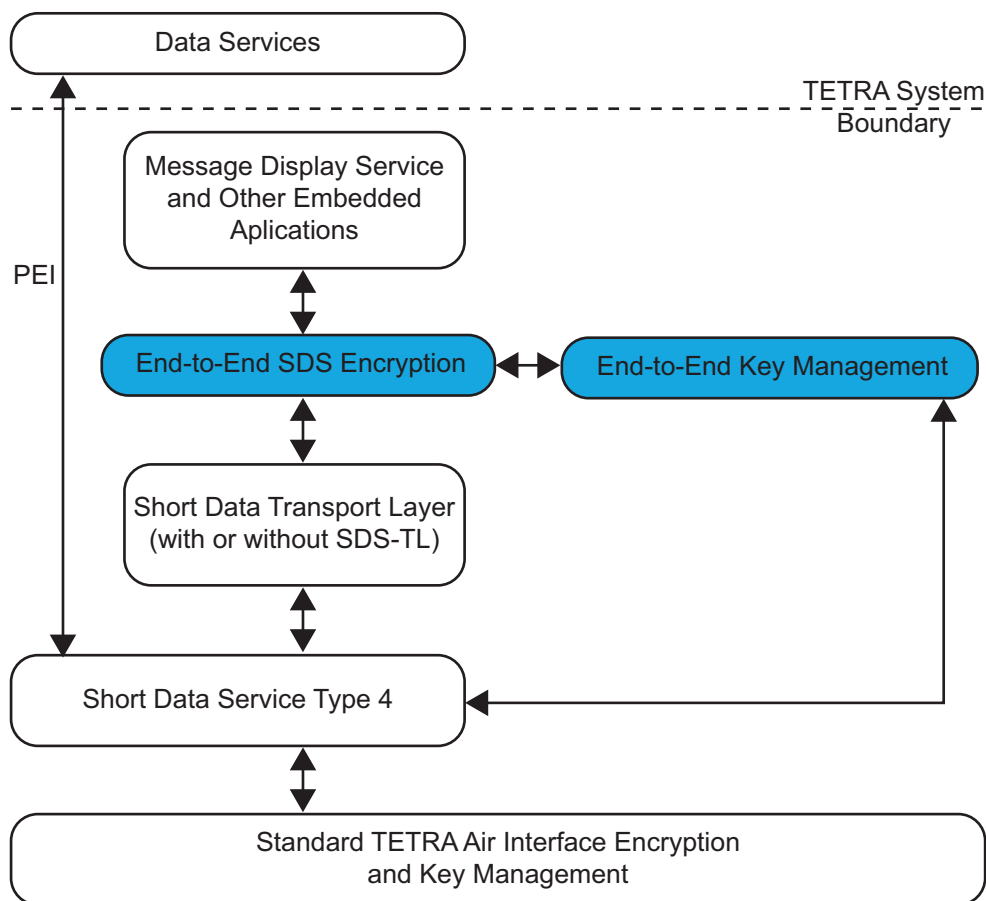 Data Services
TETRA System
Boundary
Message Display Service
and Other Embedded
Aplications
PEI
End-to-End SDS Encryption
End-to-End Key Management
Short Data Transport Layer
(with or without SDS-TL)
Short Data Service Type 4
Standard TETRA Air Interface Encryption
and Key Management